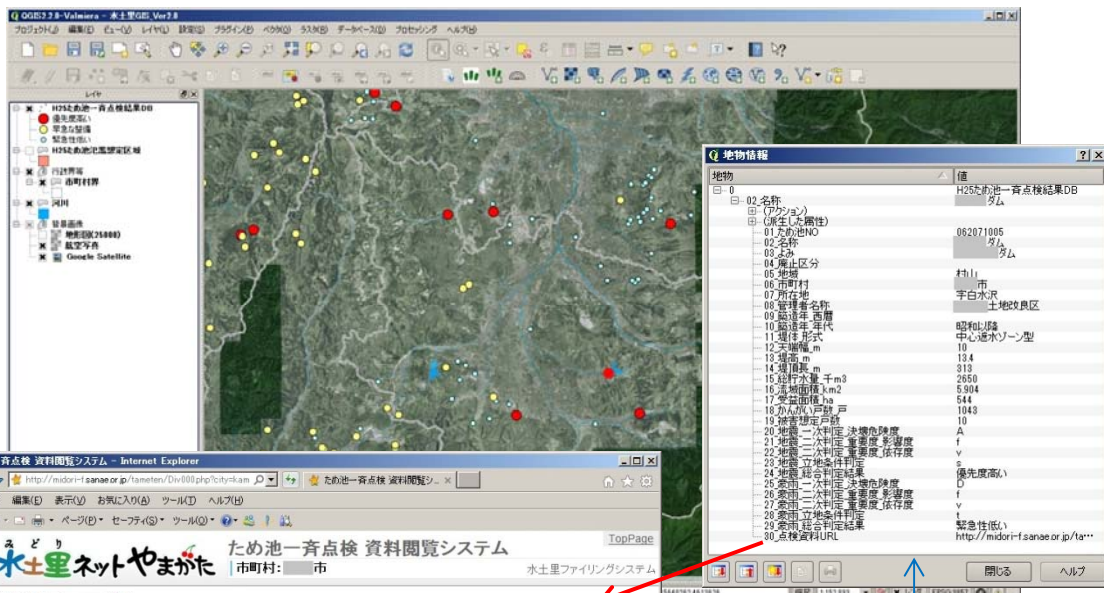 QGIS2.2.0-Valmiera - 水土里GIS_Ver2.0
プロジェクト(J) 編集(E) ビュー(V) レイヤ(L) 設定(S) プラグイン(P) ベクタ(O) ラスタ(R) データベース(D) プロセッシング ヘルプ(H)
レイヤ
H25ため池一斉点検結果DB
優先度高い
早急な整備
緊急性低い
H25ため池氾濫想定区域
行政界等
市町村界
河川
背景画像
地形図(25000)
航空写真
Google Satellite
地物情報
地物 値
0 H25ため池一斉点検結果DB
02_名称 ダム
(アクション)
(派生した属性)
01_ため池NO 062071005
02_名称 ダム
03_よみ ダム
04_廃止区分
05_地域 村山
06_市町村 市
07_所在地 字白水沢
08_管理者名称 土地改良区
09_築造年_西暦
10_築造年_年代 昭和以降
11_堤体_形式 中心遮水ゾーン型
12_天端幅_m 10
13_堤高_m 13.4
14_堤頂長_m 313
15_総貯水量_千m3 2650
16_流域面積_km2 5.904
17_受益面積_ha 544
18_かんがい戸数_戸 1043
19_被害想定戸数 10
20_地震_一次判定_決壊危険度 A
21_地震_二次判定_重要度_影響度 f
22_地震_二次判定_重要度_依存度 v
23_地震_立地条件判定 s
24_地震_総合判定結果 優先度高い
25_豪雨_一次判定_決壊危険度 D
26_豪雨_二次判定_重要度_影響度 f
27_豪雨_二次判定_重要度_依存度 v
28_豪雨_立地条件判定 t
29_豪雨_総合判定結果 緊急性低い
30_点検資料URL http://midori-f.sanae.or.jp/ta…
閉じる ヘルプ
斉点検 資料閲覧システム - Internet Explorer
http://midori-f.sanae.or.jp/tameten/Div000.php?city=kam ため池一斉点検 資料閲覧シ...
編集(E) 表示(V) お気に入り(A) ツール(T) ヘルプ(H)
ページ(P) セーフティ(S) ツール(O)
みどり
水土里ネットやまがた ため池一斉点検 資料閲覧システム TopPage
市町村: 市 水土里ファイリングシステム